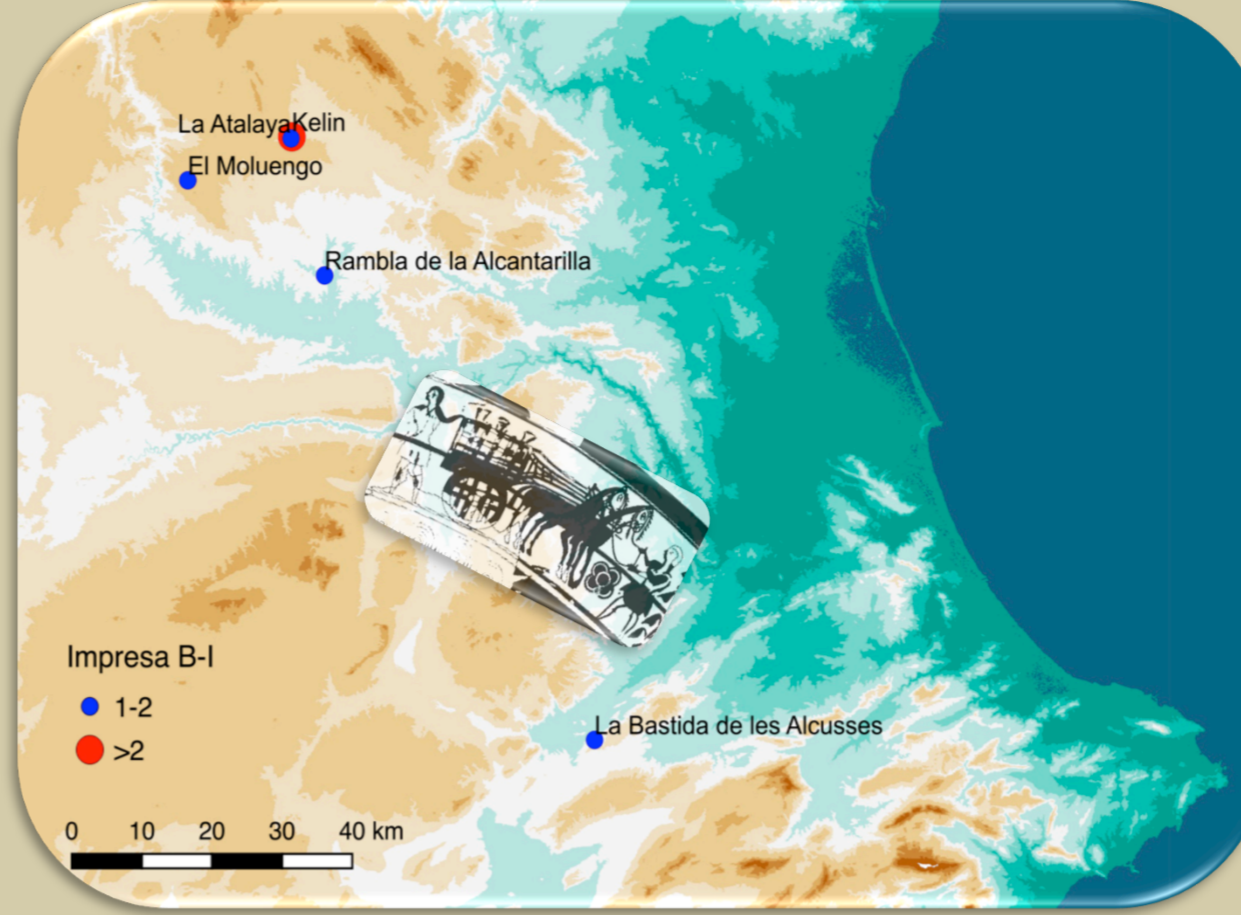 La Atalaya
Kelin
El Moluengo
Rambla de la Alcantarilla
La Bastida de les Alcusses
Impresa B-I
1-2
>2
0 10 20 30 40 km